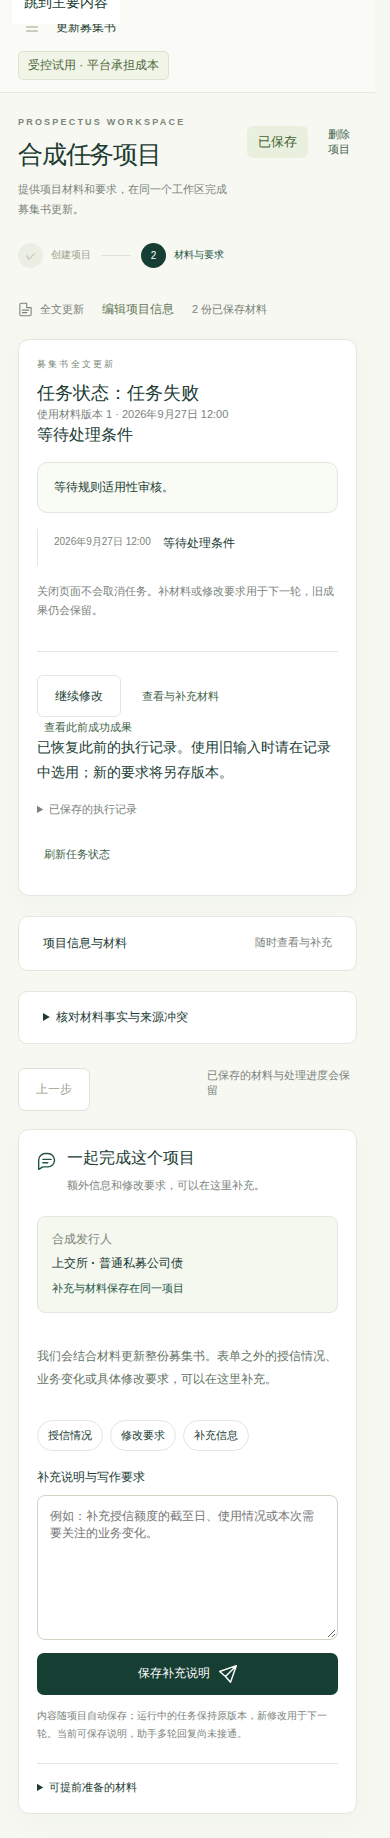 跳到主要内容
更新募集书
受控试用 · 平台承担成本
PROSPECTUS WORKSPACE
合成任务项目
已保存
删除
项目
提供项目材料和要求，在同一个工作区完成
募集书更新。
创建项目
2
材料与要求
全文更新
编辑项目信息
2 份已保存材料
募集书全文更新
任务状态：任务失败
使用材料版本 1 · 2026年9月27日 12:00
等待处理条件
等待规则适用性审核。
2026年9月27日 12:00
等待处理条件
关闭页面不会取消任务。补材料或修改要求用于下一轮，旧成
果仍会保留。
继续修改
查看与补充材料
查看此前成功成果
已恢复此前的执行记录。使用旧输入时请在记录
中选用；新的要求将另存版本。
已保存的执行记录
刷新任务状态
项目信息与材料
随时查看与补充
核对材料事实与来源冲突
上一步
已保存的材料与处理进度会保
留
一起完成这个项目
额外信息和修改要求，可以在这里补充。
合成发行人
上交所 · 普通私募公司债
补充与材料保存在同一项目
我们会结合材料更新整份募集书。表单之外的授信情况、
业务变化或具体修改要求，可以在这里补充。
授信情况
修改要求
补充信息
补充说明与写作要求
例如：补充授信额度的截至日、使用情况或本次需
要关注的业务变化。
保存补充说明
内容随项目自动保存；运行中的任务保持原版本，新修改用于下一
轮。当前可保存说明，助手多轮回复尚未接通。
可提前准备的材料